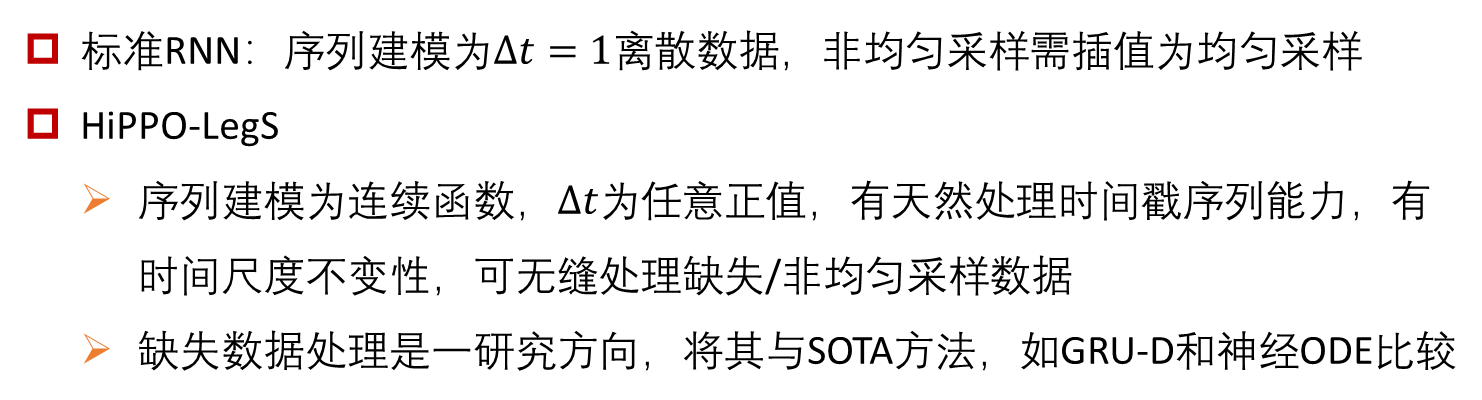 标准RNN：序列建模为Δ𝑡 = 1离散数据，非均匀采样需插值为均匀采样
HiPPO-LegS
序列建模为连续函数，Δ𝑡为任意正值，有天然处理时间戳序列能力，有
时间尺度不变性，可无缝处理缺失/非均匀采样数据
缺失数据处理是一研究方向，将其与SOTA方法，如GRU-D和神经ODE比较